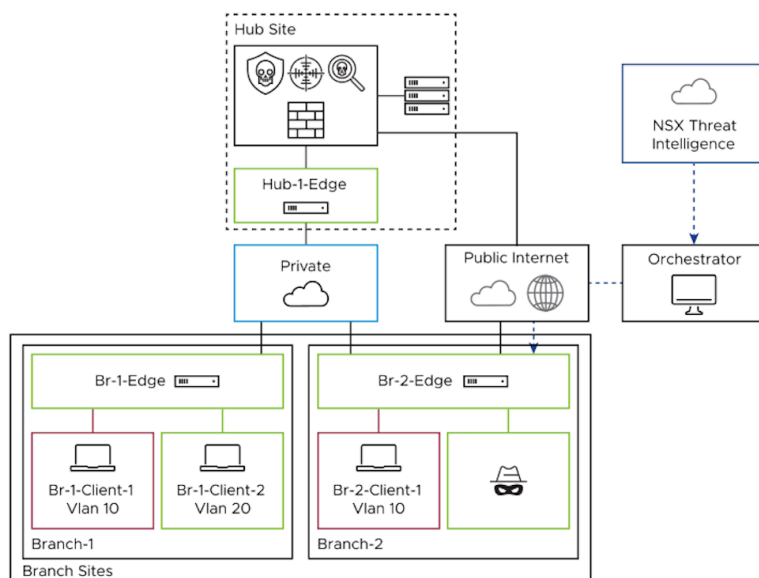 Hub Site
NSX Threat
Intelligence
Hub-1-Edge
Private
Public Internet
Orchestrator
Br-1-Edge
Br-2-Edge
Br-1-Client-1
Vlan 10
Br-1-Client-2
Vlan 20
Br-2-Client-1
Vlan 10
Branch-1
Branch-2
Branch Sites